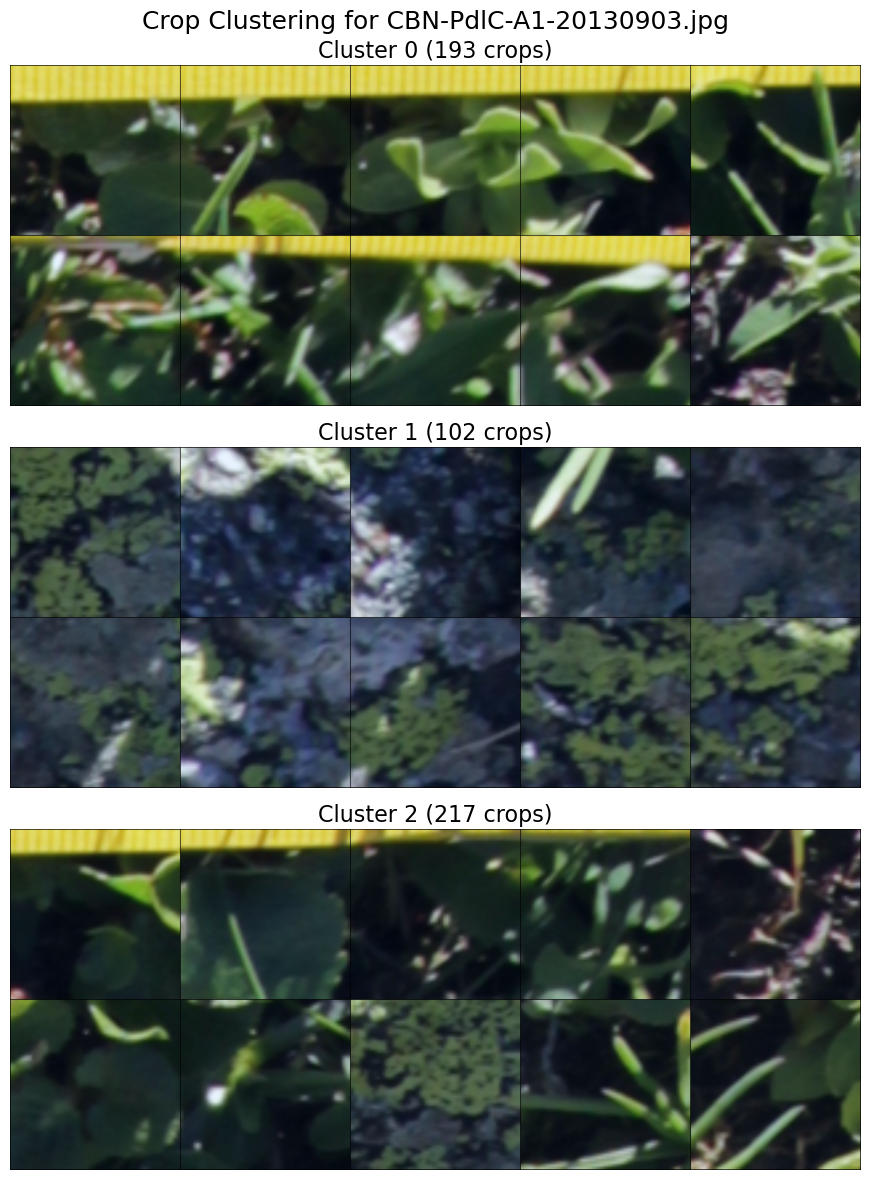 Crop Clustering for CBN-PdlC-A1-20130903.jpg
Cluster 0 (193 crops)
Cluster 1 (102 crops)
Cluster 2 (217 crops)